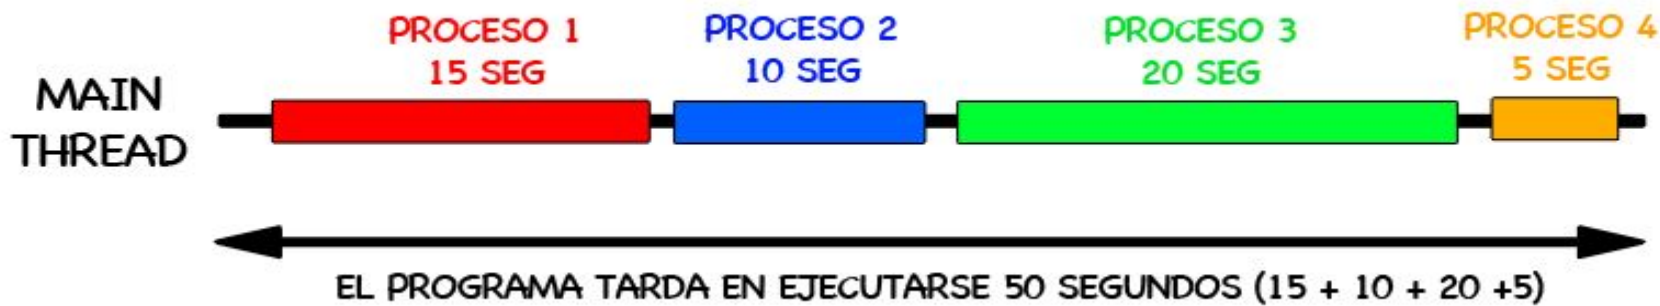 PROCESO 1
15 SEG
PROCESO 2
10 SEG
PROCESO 3
20 SEG
PROCESO 4
5 SEG
MAIN
THREAD
EL PROGRAMA TARDA EN EJECUTARSE 50 SEGUNDOS (15 + 10 + 20 +5)